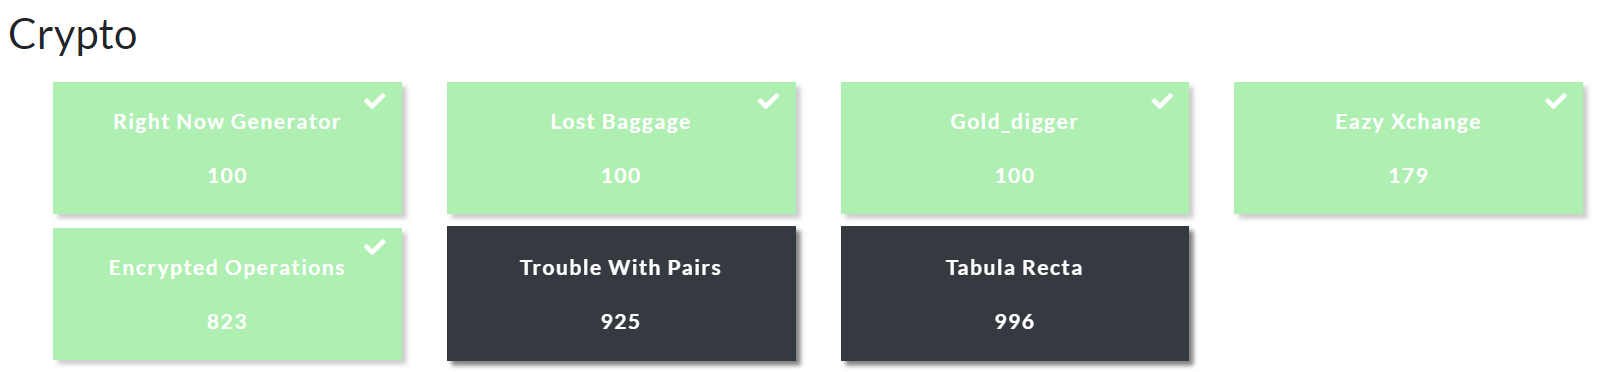 Crypto
Right Now Generator
100
Lost Baggage
100
Gold_digger
100
Eazy Xchange
179
Encrypted Operations
823
Trouble With Pairs
925
Tabula Recta
996